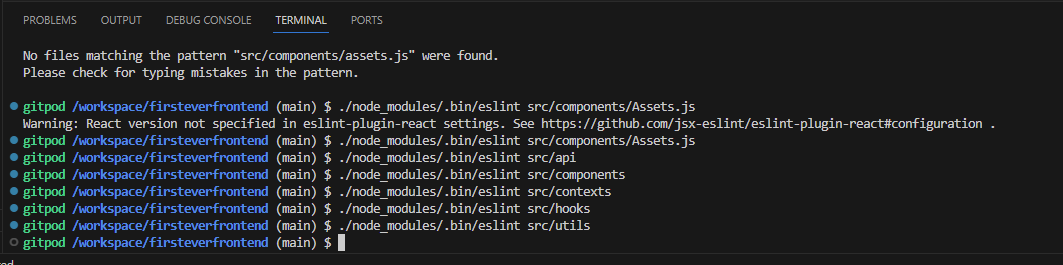 PROBLEMS OUTPUT DEBUG CONSOLE TERMINAL PORTS
No files matching the pattern "src/components/assets.js" were found.
Please check for typing mistakes in the pattern.
gitpod /workspace/firsteverfrontend (main) $ ./node_modules/.bin/eslint src/components/Assets.js
Warning: React version not specified in eslint-plugin-react settings. See https://github.com/jsx-eslint/eslint-plugin-react#configuration .
gitpod /workspace/firsteverfrontend (main) $ ./node_modules/.bin/eslint src/components/Assets.js
gitpod /workspace/firsteverfrontend (main) $ ./node_modules/.bin/eslint src/api
gitpod /workspace/firsteverfrontend (main) $ ./node_modules/.bin/eslint src/components
gitpod /workspace/firsteverfrontend (main) $ ./node_modules/.bin/eslint src/contexts
gitpod /workspace/firsteverfrontend (main) $ ./node_modules/.bin/eslint src/hooks
gitpod /workspace/firsteverfrontend (main) $ ./node_modules/.bin/eslint src/utils
gitpod /workspace/firsteverfrontend (main) $